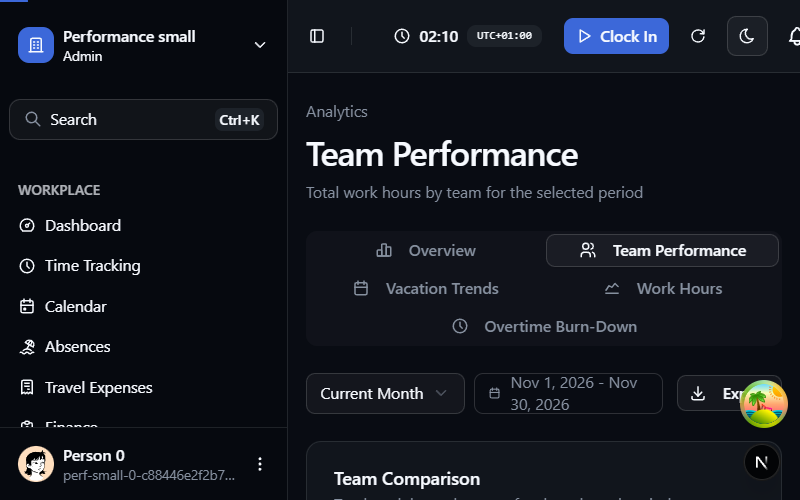 Performance small
Admin
Search
Ctrl+K
WORKPLACE
Dashboard
Time Tracking
Calendar
Absences
Travel Expenses
Finance
Person 0
perf-small-0-c88446e2f2b7...
02:10
UTC+01:00
Clock In
Analytics
Team Performance
Total work hours by team for the selected period
Overview
Team Performance
Vacation Trends
Work Hours
Overtime Burn-Down
Current Month
Nov 1, 2026 - Nov
30, 2026
Team Comparison
N